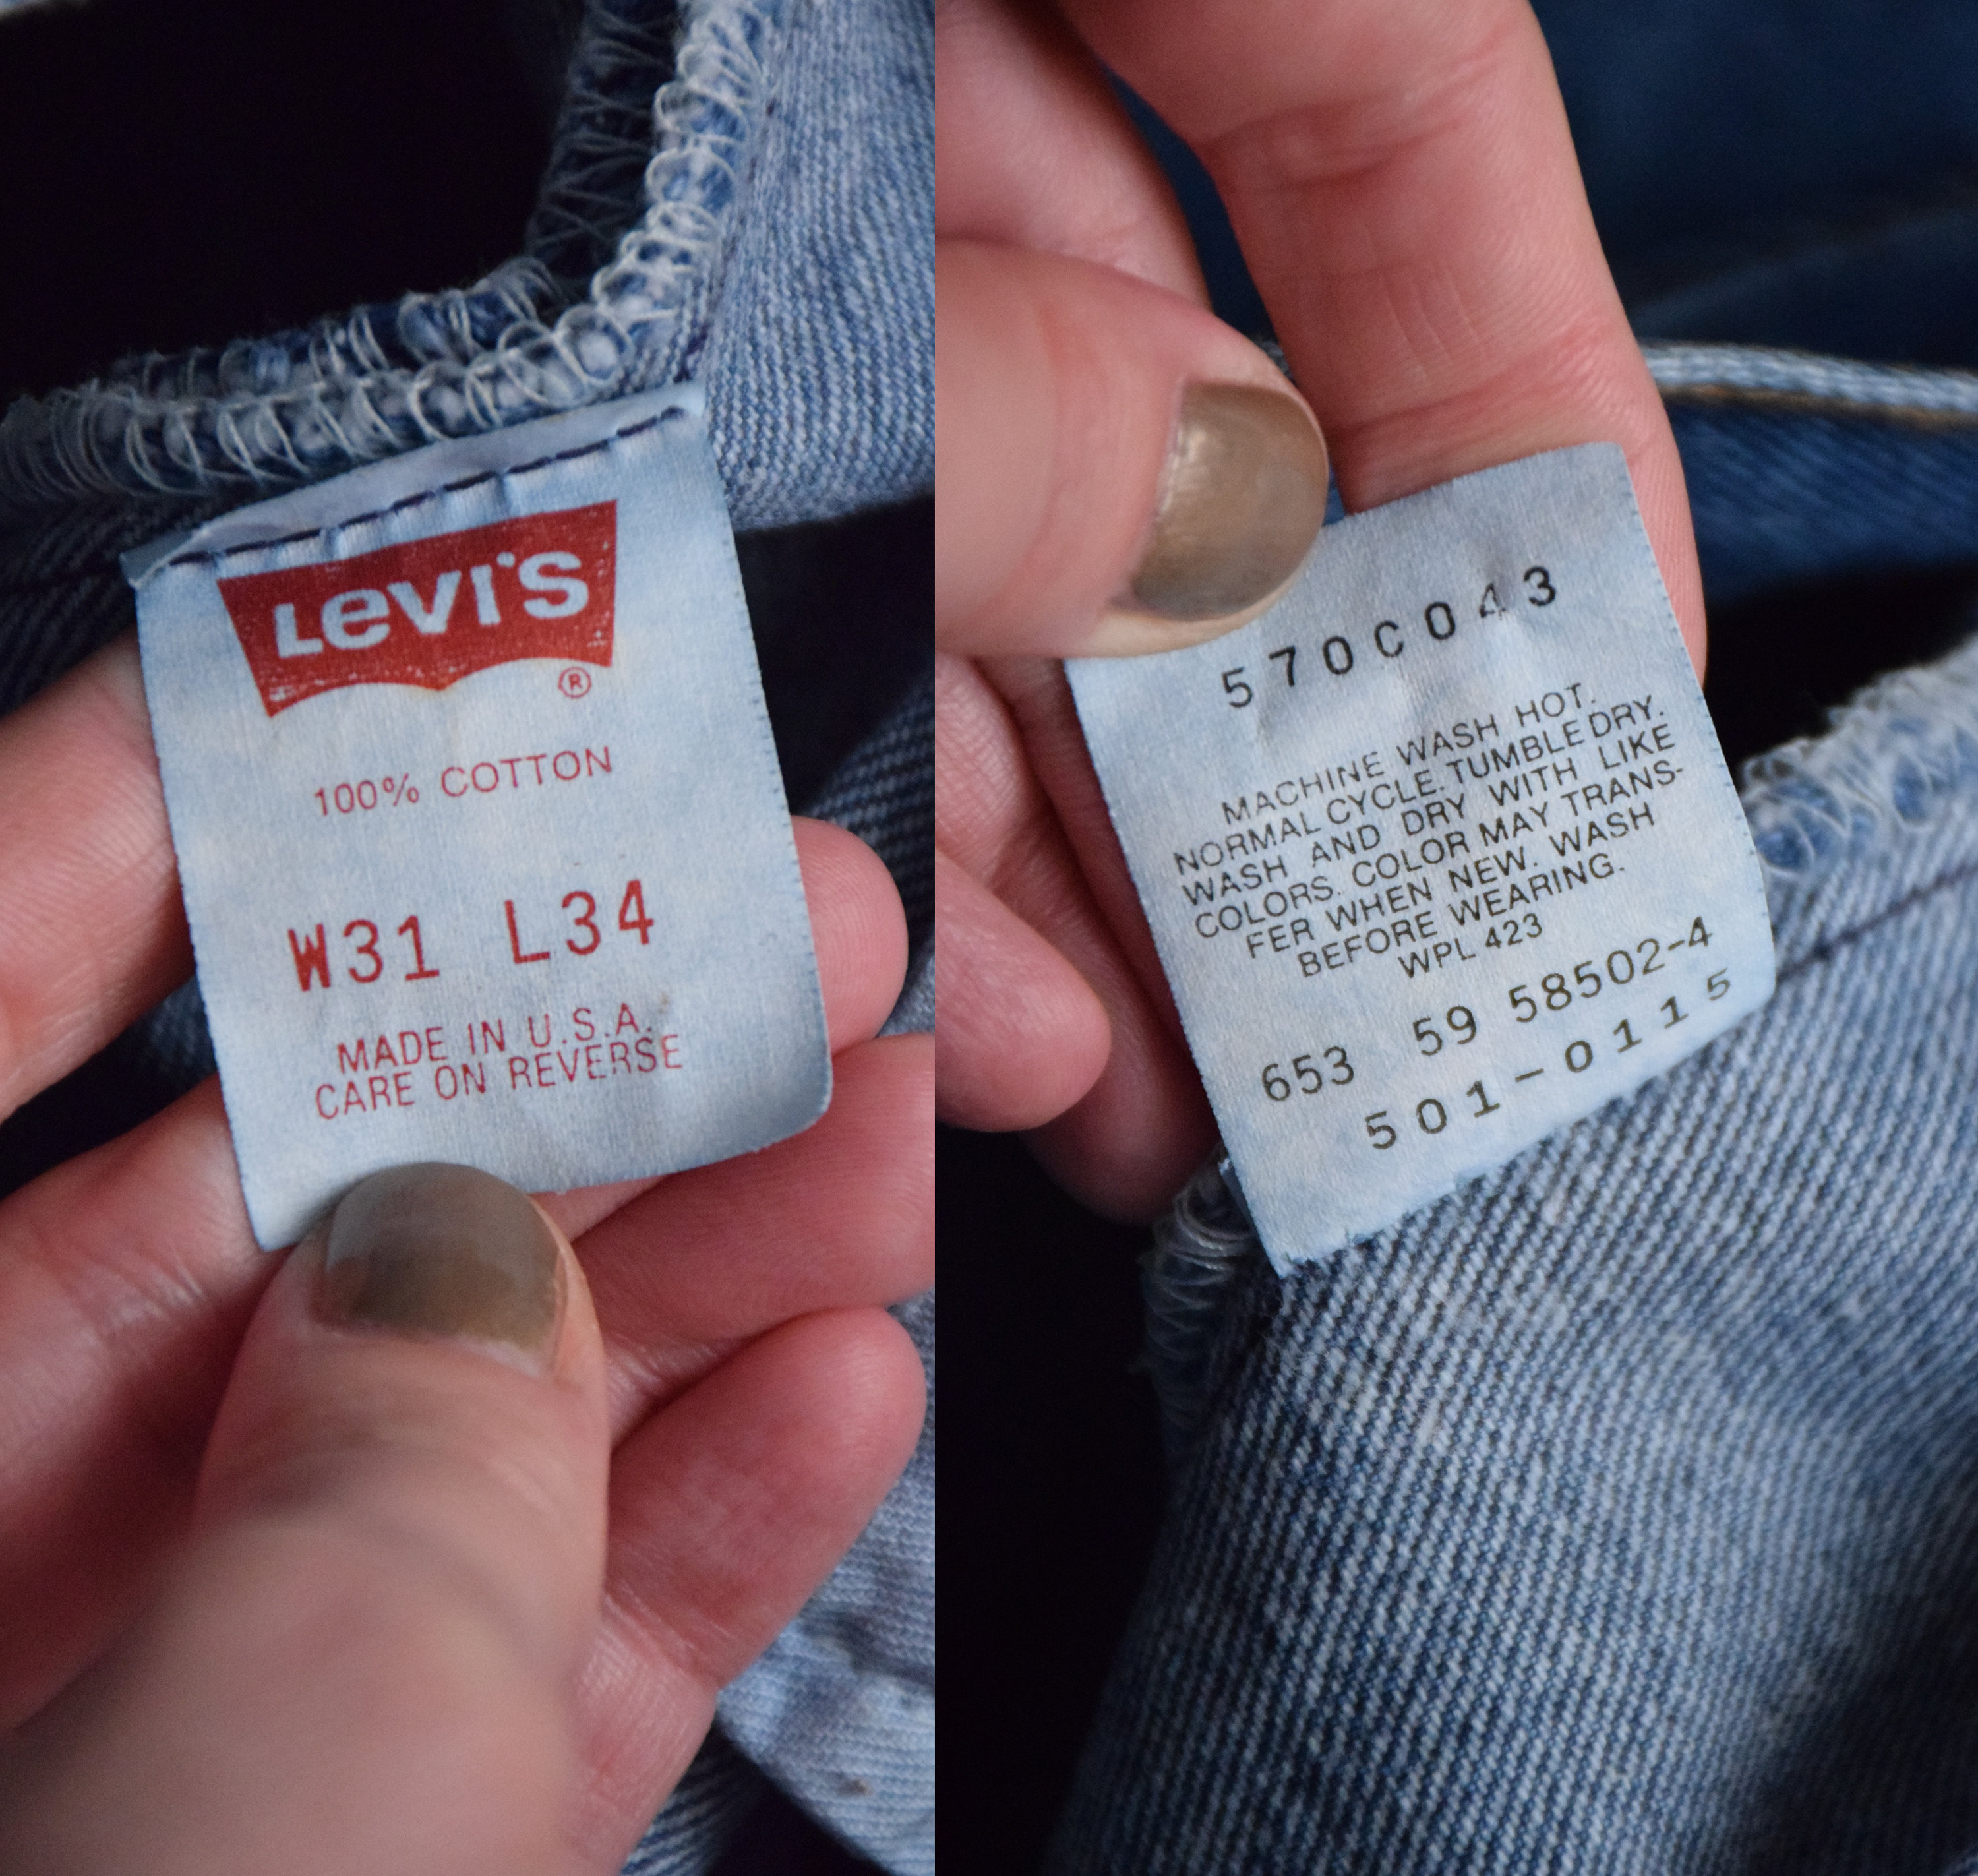 LEVI'S
®
100% COTTON
W31 L34
MADE IN U.S.A.
CARE ON REVERSE
570C043
MACHINE WASH HOT.
NORMAL CYCLE. TUMBLE DRY.
WASH AND DRY WITH LIKE
COLORS. COLOR MAY TRANS-
FER WHEN NEW. WASH
BEFORE WEARING.
WPL 423
653 59 58502-4
501-0115